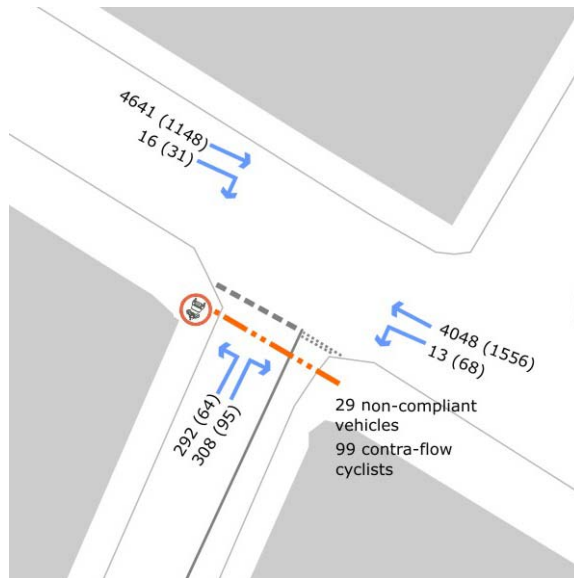 4641 (1148)
16 (31)
4048 (1556)
13 (68)
292 (64)
308 (95)
29 non-compliant
vehicles
99 contra-flow
cyclists